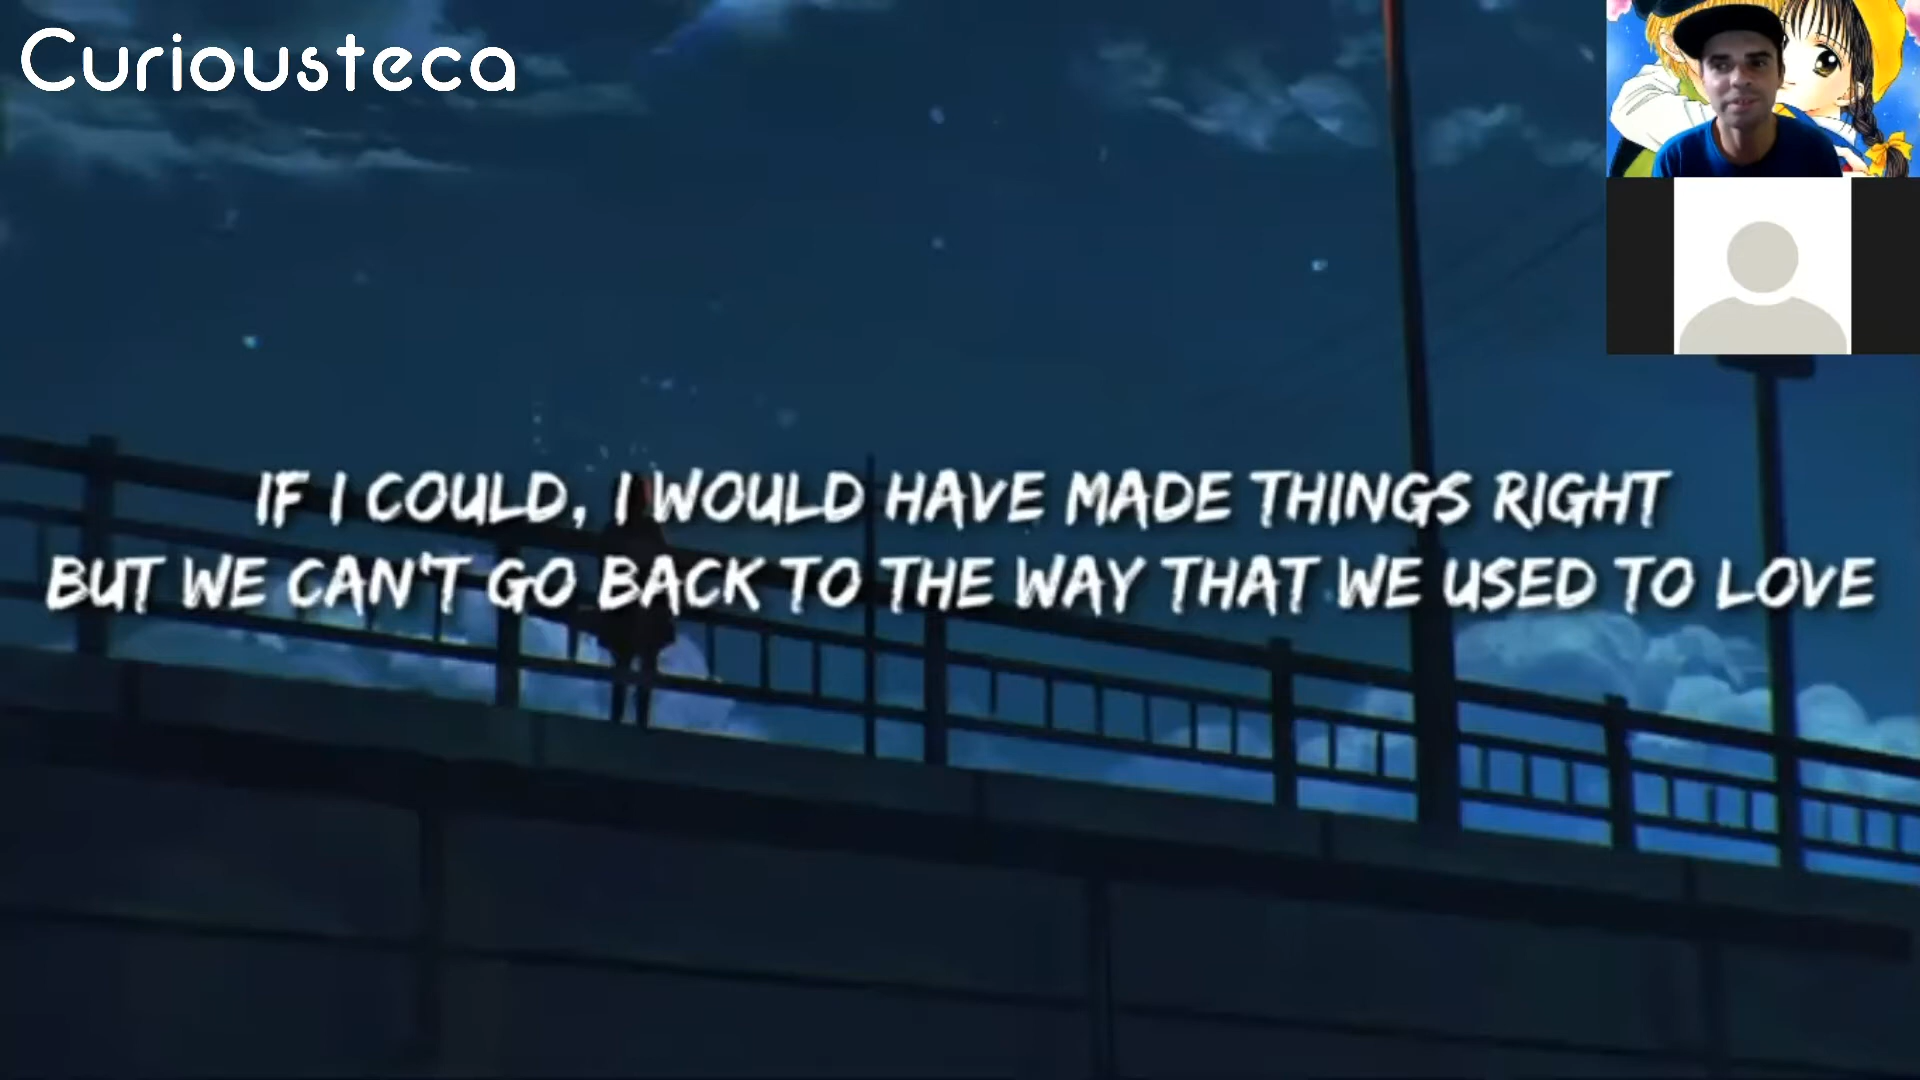 Curiousteca
IF I COULD, I WOULD HAVE MADE THINGS RIGHT
BUT WE CAN'T GO BACK TO THE WAY THAT WE USED TO LOVE